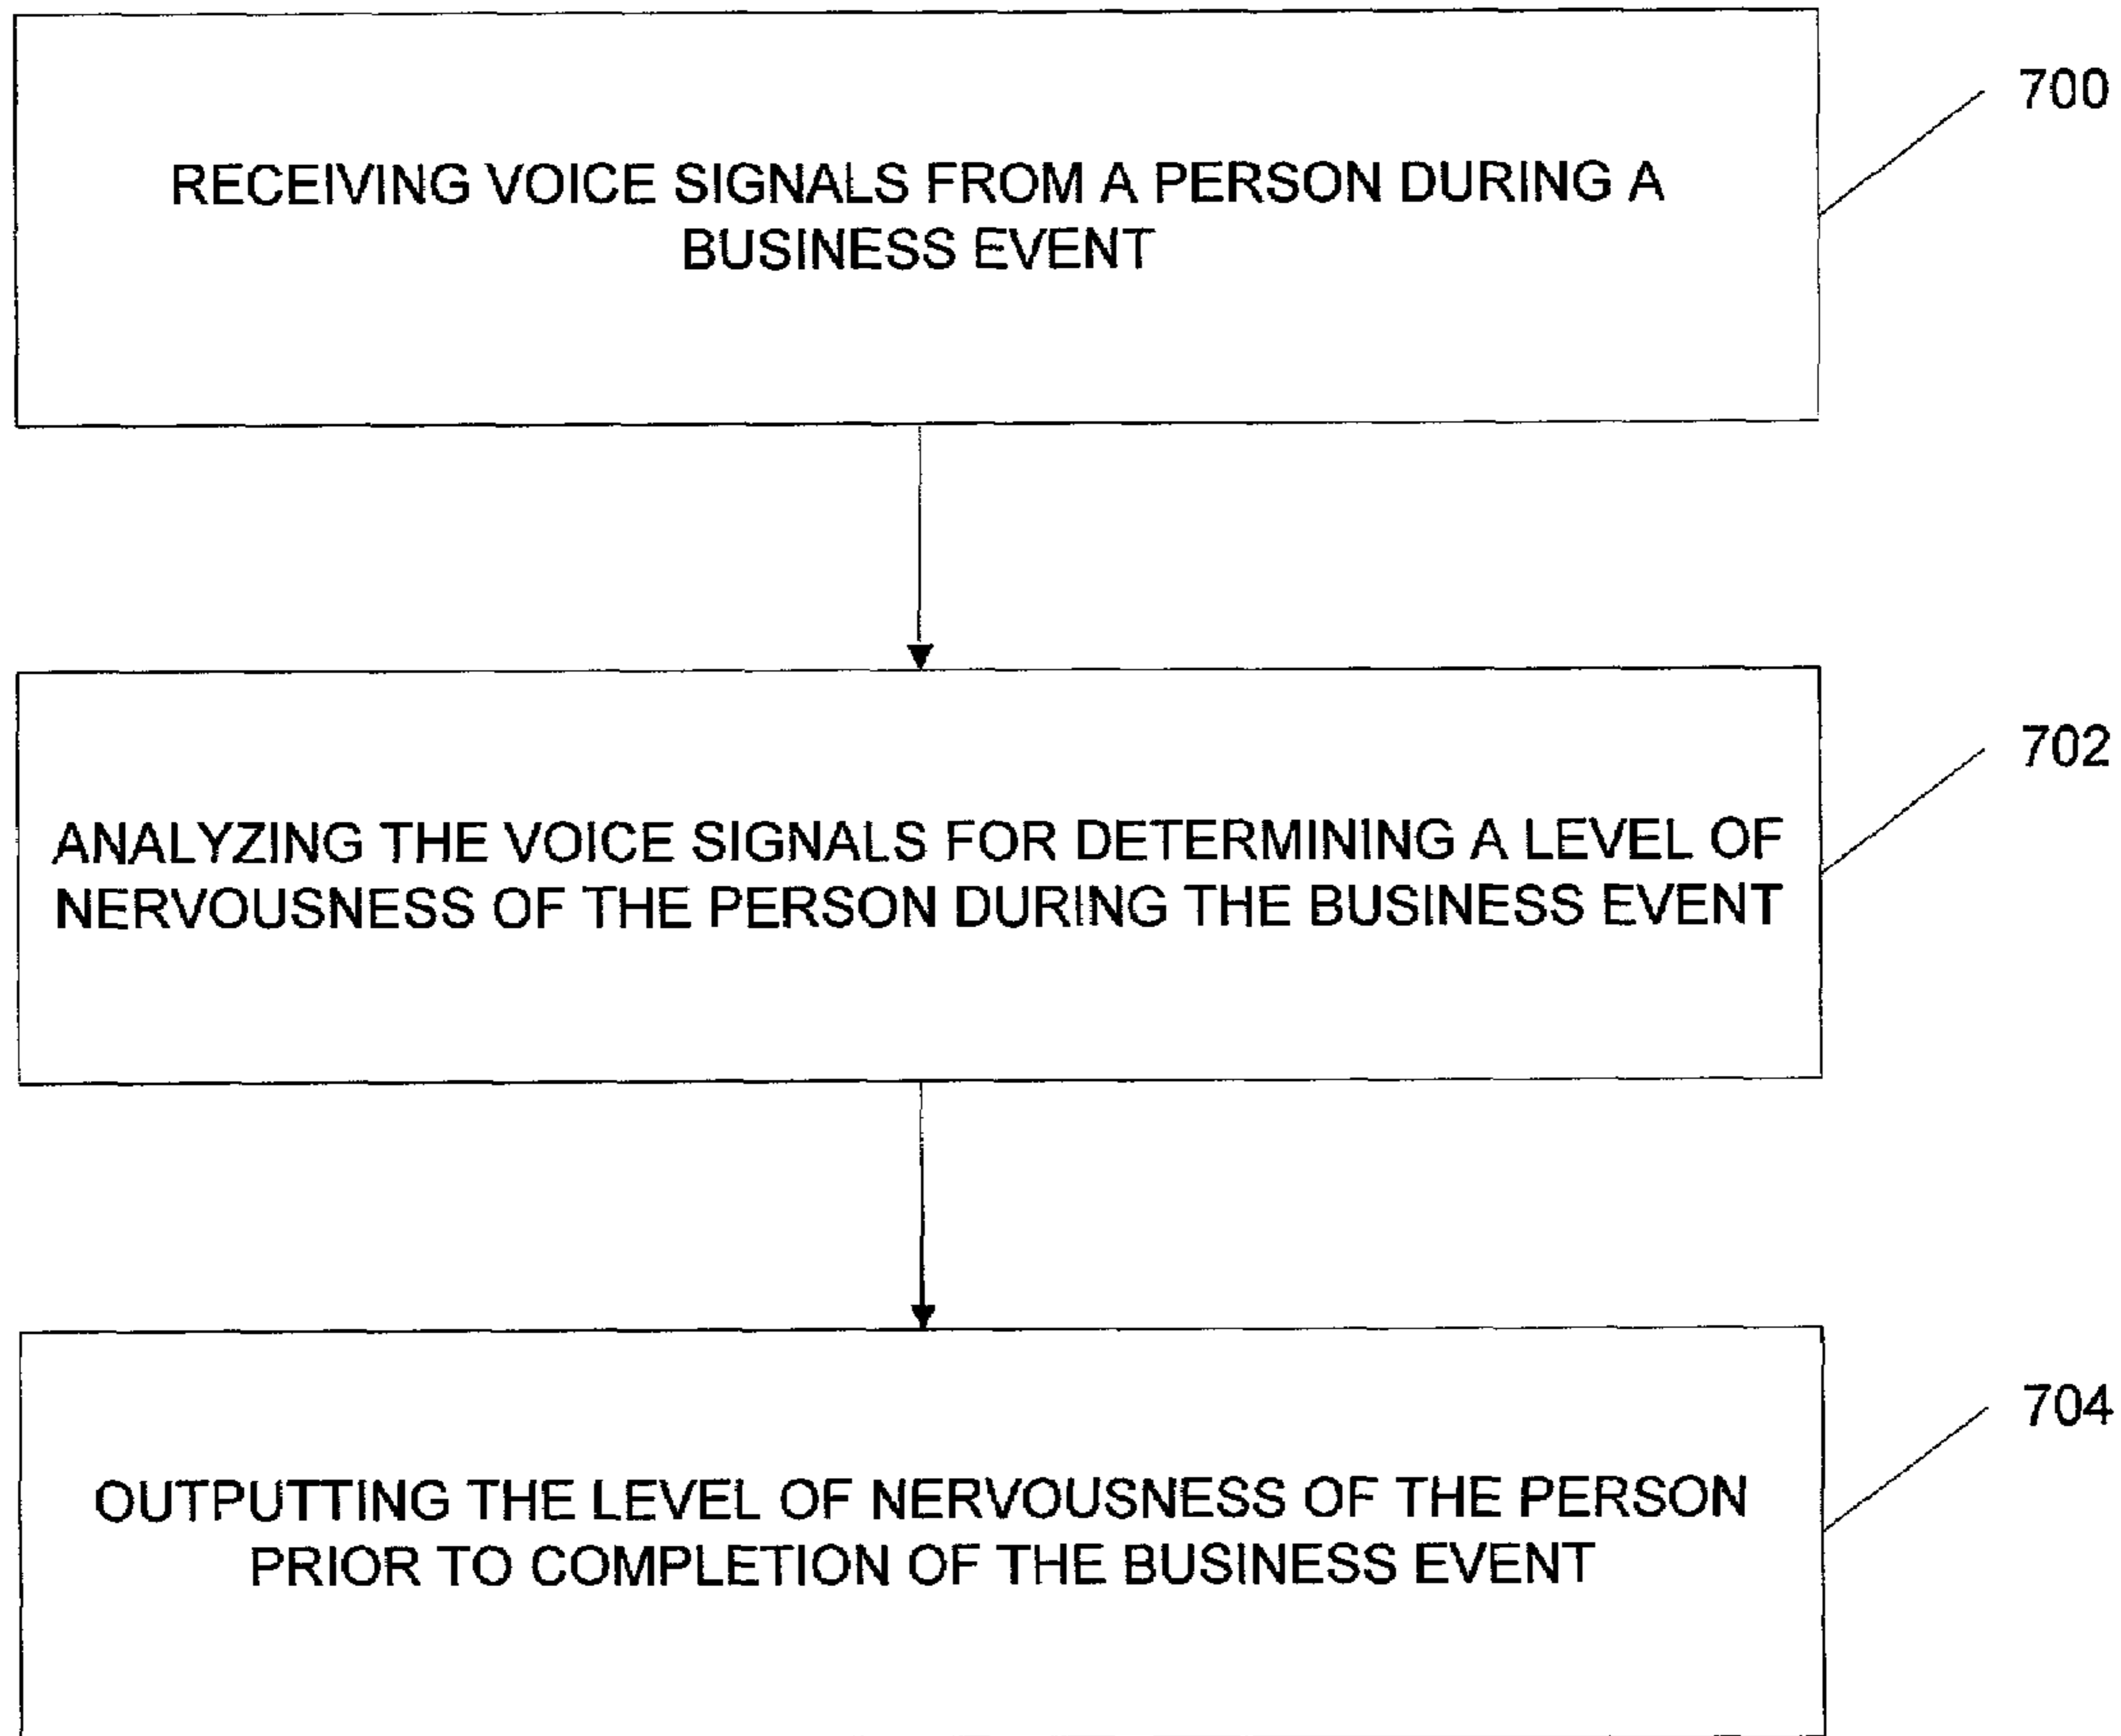 RECEIVING VOICE SIGNALS FROM A PERSON DURING A
BUSINESS EVENT
700
ANALYZING THE VOICE SIGNALS FOR DETERMINING A LEVEL OF
NERVOUSNESS OF THE PERSON DURING THE BUSINESS EVENT
702
OUTPUTTING THE LEVEL OF NERVOUSNESS OF THE PERSON
PRIOR TO COMPLETION OF THE BUSINESS EVENT
704